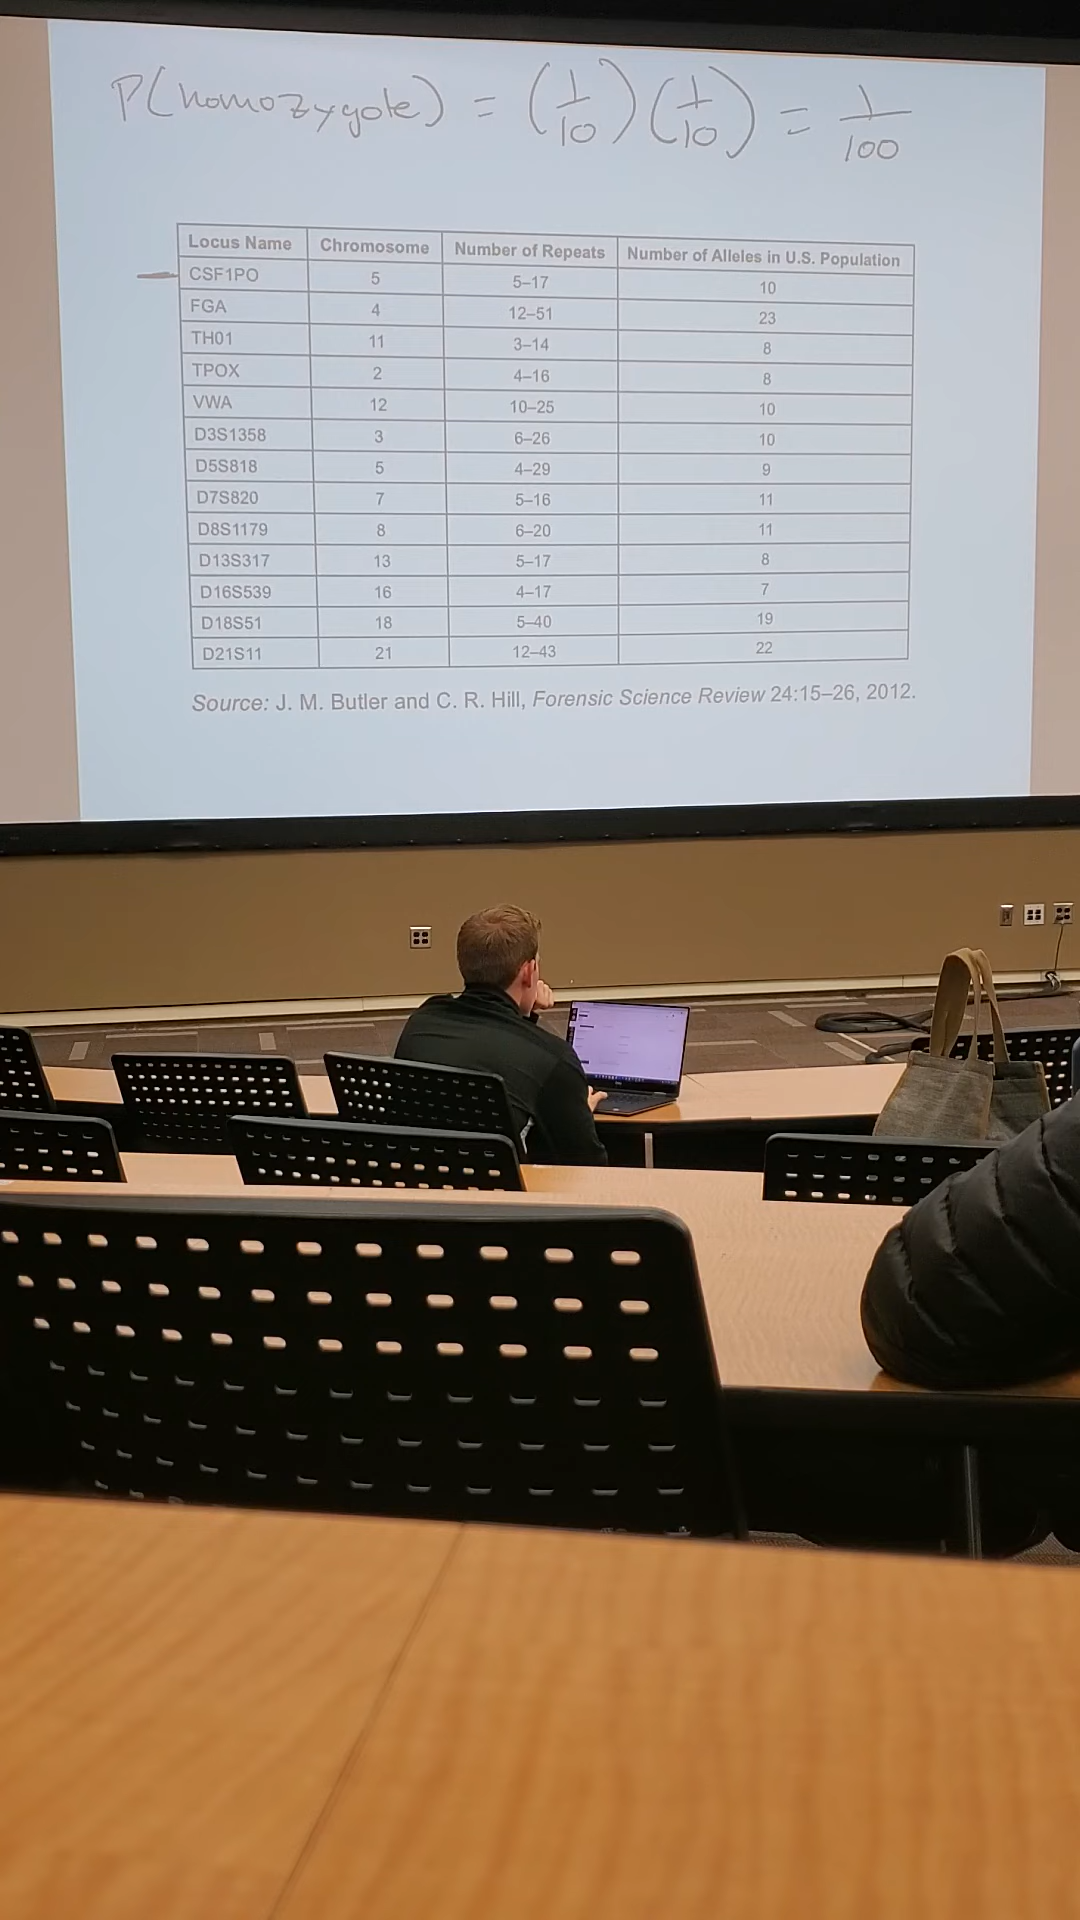 P(homozygote) = (1/10)(1/10) = 1/100
Locus Name Chromosome Number of Repeats Number of Alleles in U.S. Population
CSF1PO 5 5–17 10
FGA 4 12–51 23
TH01 11 3–14 8
TPOX 2 4–16 8
VWA 12 10–25 10
D3S1358 3 6–26 10
D5S818 5 4–29 9
D7S820 7 5–16 11
D8S1179 8 6–20 11
D13S317 13 5–17 8
D16S539 16 4–17 7
D18S51 18 5–40 19
D21S11 21 12–43 22
Source: J. M. Butler and C. R. Hill, Forensic Science Review 24:15–26, 2012.